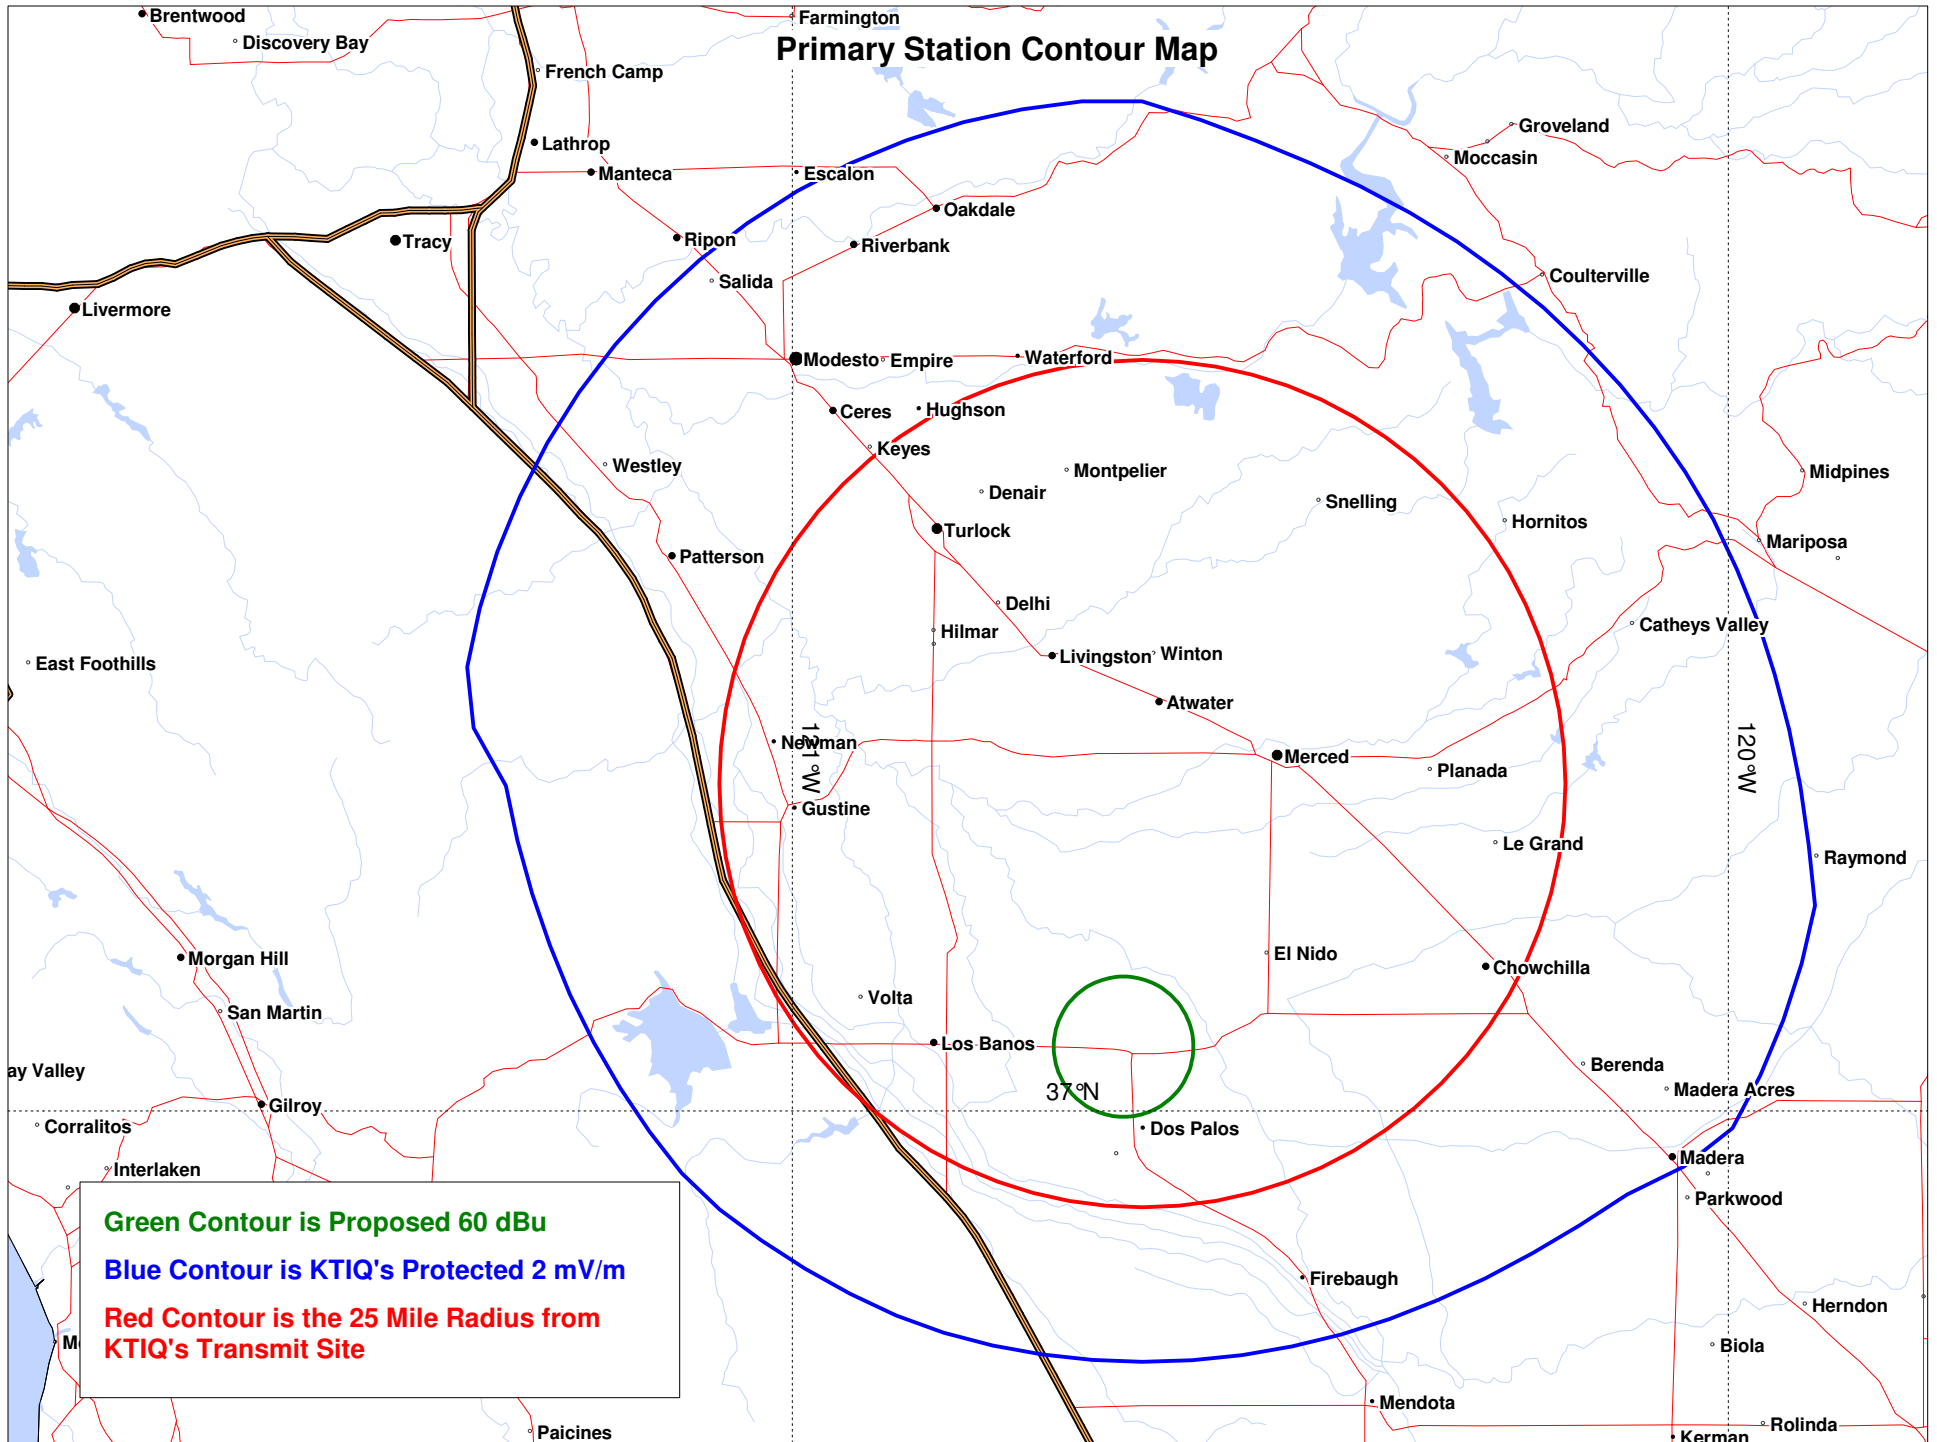 Brentwood
Farmington
Discovery Bay
Primary Station Contour Map
French Camp
Groveland
Lathrop
Moccasin
Manteca
Escalon
Oakdale
Ripon
Riverbank
Tracy
Salida
Coulterville
Livermore
Modesto
Empire
Waterford
Ceres
Hughson
Keyes
Westley
Montpelier
Midpines
Denair
Snelling
Hornitos
Turlock
Mariposa
Patterson
Delhi
Hilmar
Catheys Valley
East Foothills
Livingston
Winton
Atwater
Newman
121°W
120°W
Merced
Planada
Gustine
Le Grand
Raymond
Morgan Hill
El Nido
Chowchilla
Volta
San Martin
Los Banos
ay Valley
Berenda
37°N
Madera Acres
Gilroy
Corralitos
Dos Palos
Interlaken
Madera
Parkwood
Green Contour is Proposed 60 dBu
Blue Contour is KTIQ's Protected 2 mV/m
Red Contour is the 25 Mile Radius from
KTIQ's Transmit Site
Firebaugh
Herndon
Biola
Mendota
Rolinda
Paicines
Kerman